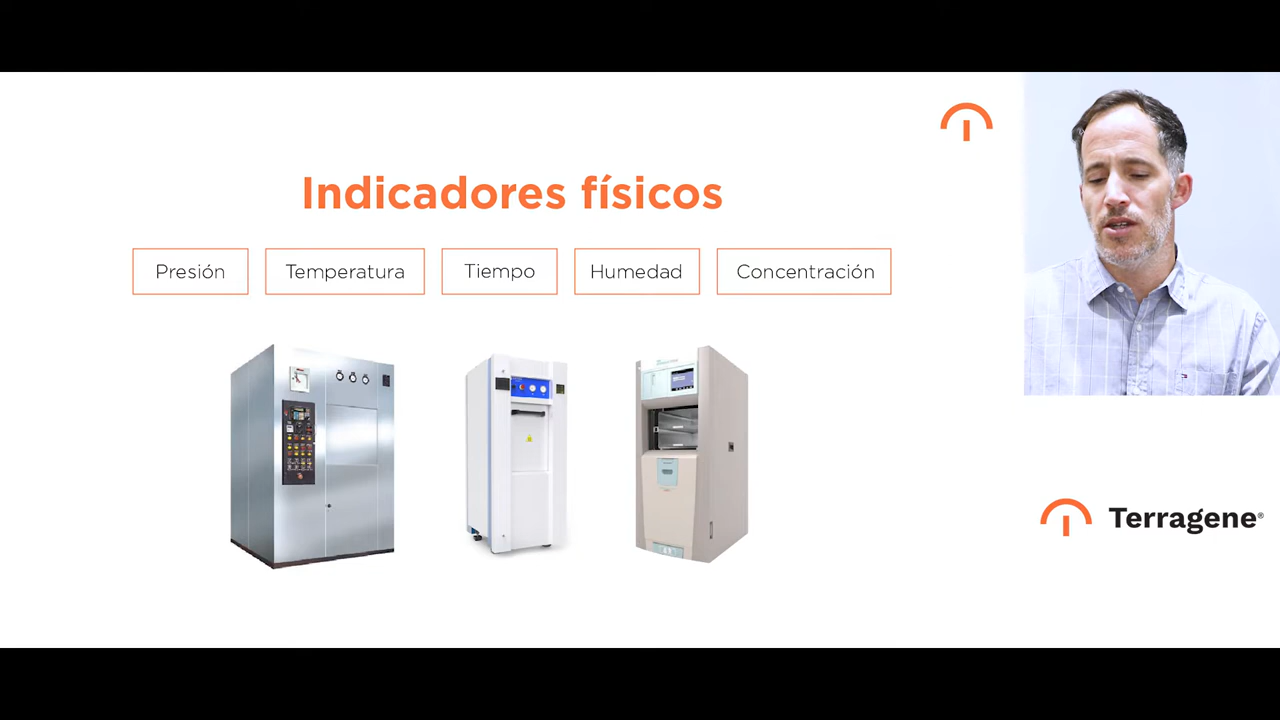 Indicadores físicos
Presión
Temperatura
Tiempo
Humedad
Concentración
Terragene®